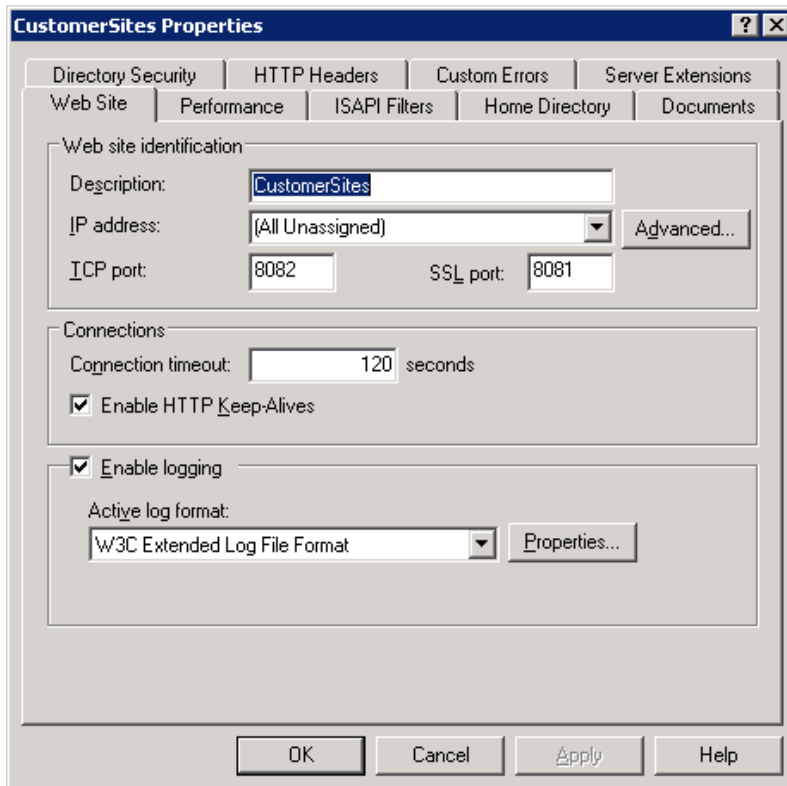 CustomerSites Properties
Directory Security HTTP Headers Custom Errors Server Extensions
Web Site Performance ISAPI Filters Home Directory Documents
Web site identification
Description: CustomerSites
IP address: (All Unassigned) Advanced...
TCP port: 8082 SSL port: 8081
Connections
Connection timeout: 120 seconds
Enable HTTP Keep-Alives
Enable logging
Active log format:
W3C Extended Log File Format Properties...
OK Cancel Apply Help